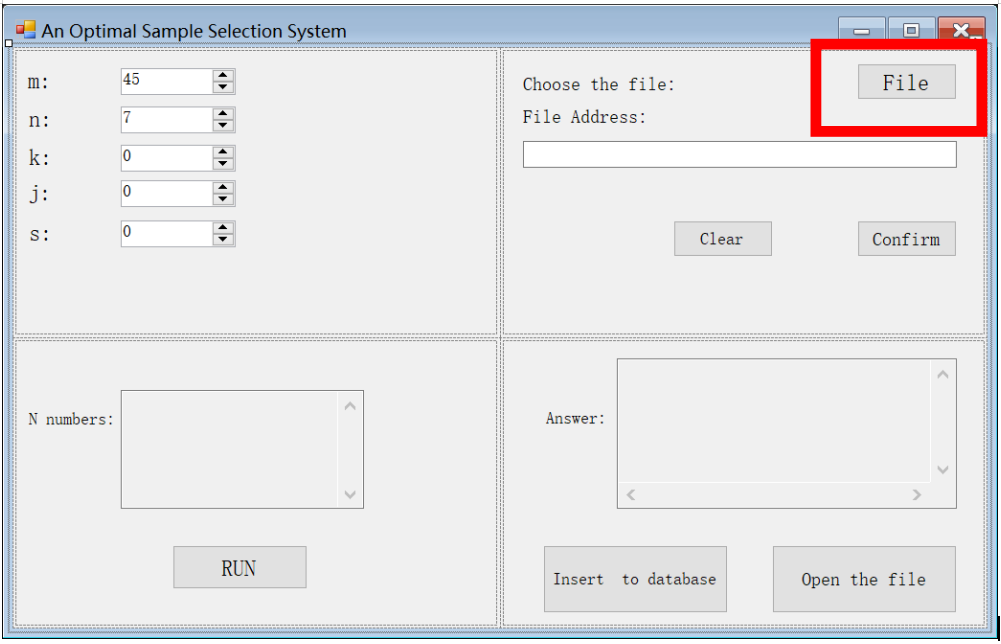 An Optimal Sample Selection System
m: 45
n: 7
k: 0
j: 0
s: 0
Choose the file: File
File Address:
Clear Confirm
N numbers:
RUN
Answer:
Insert to database Open the file